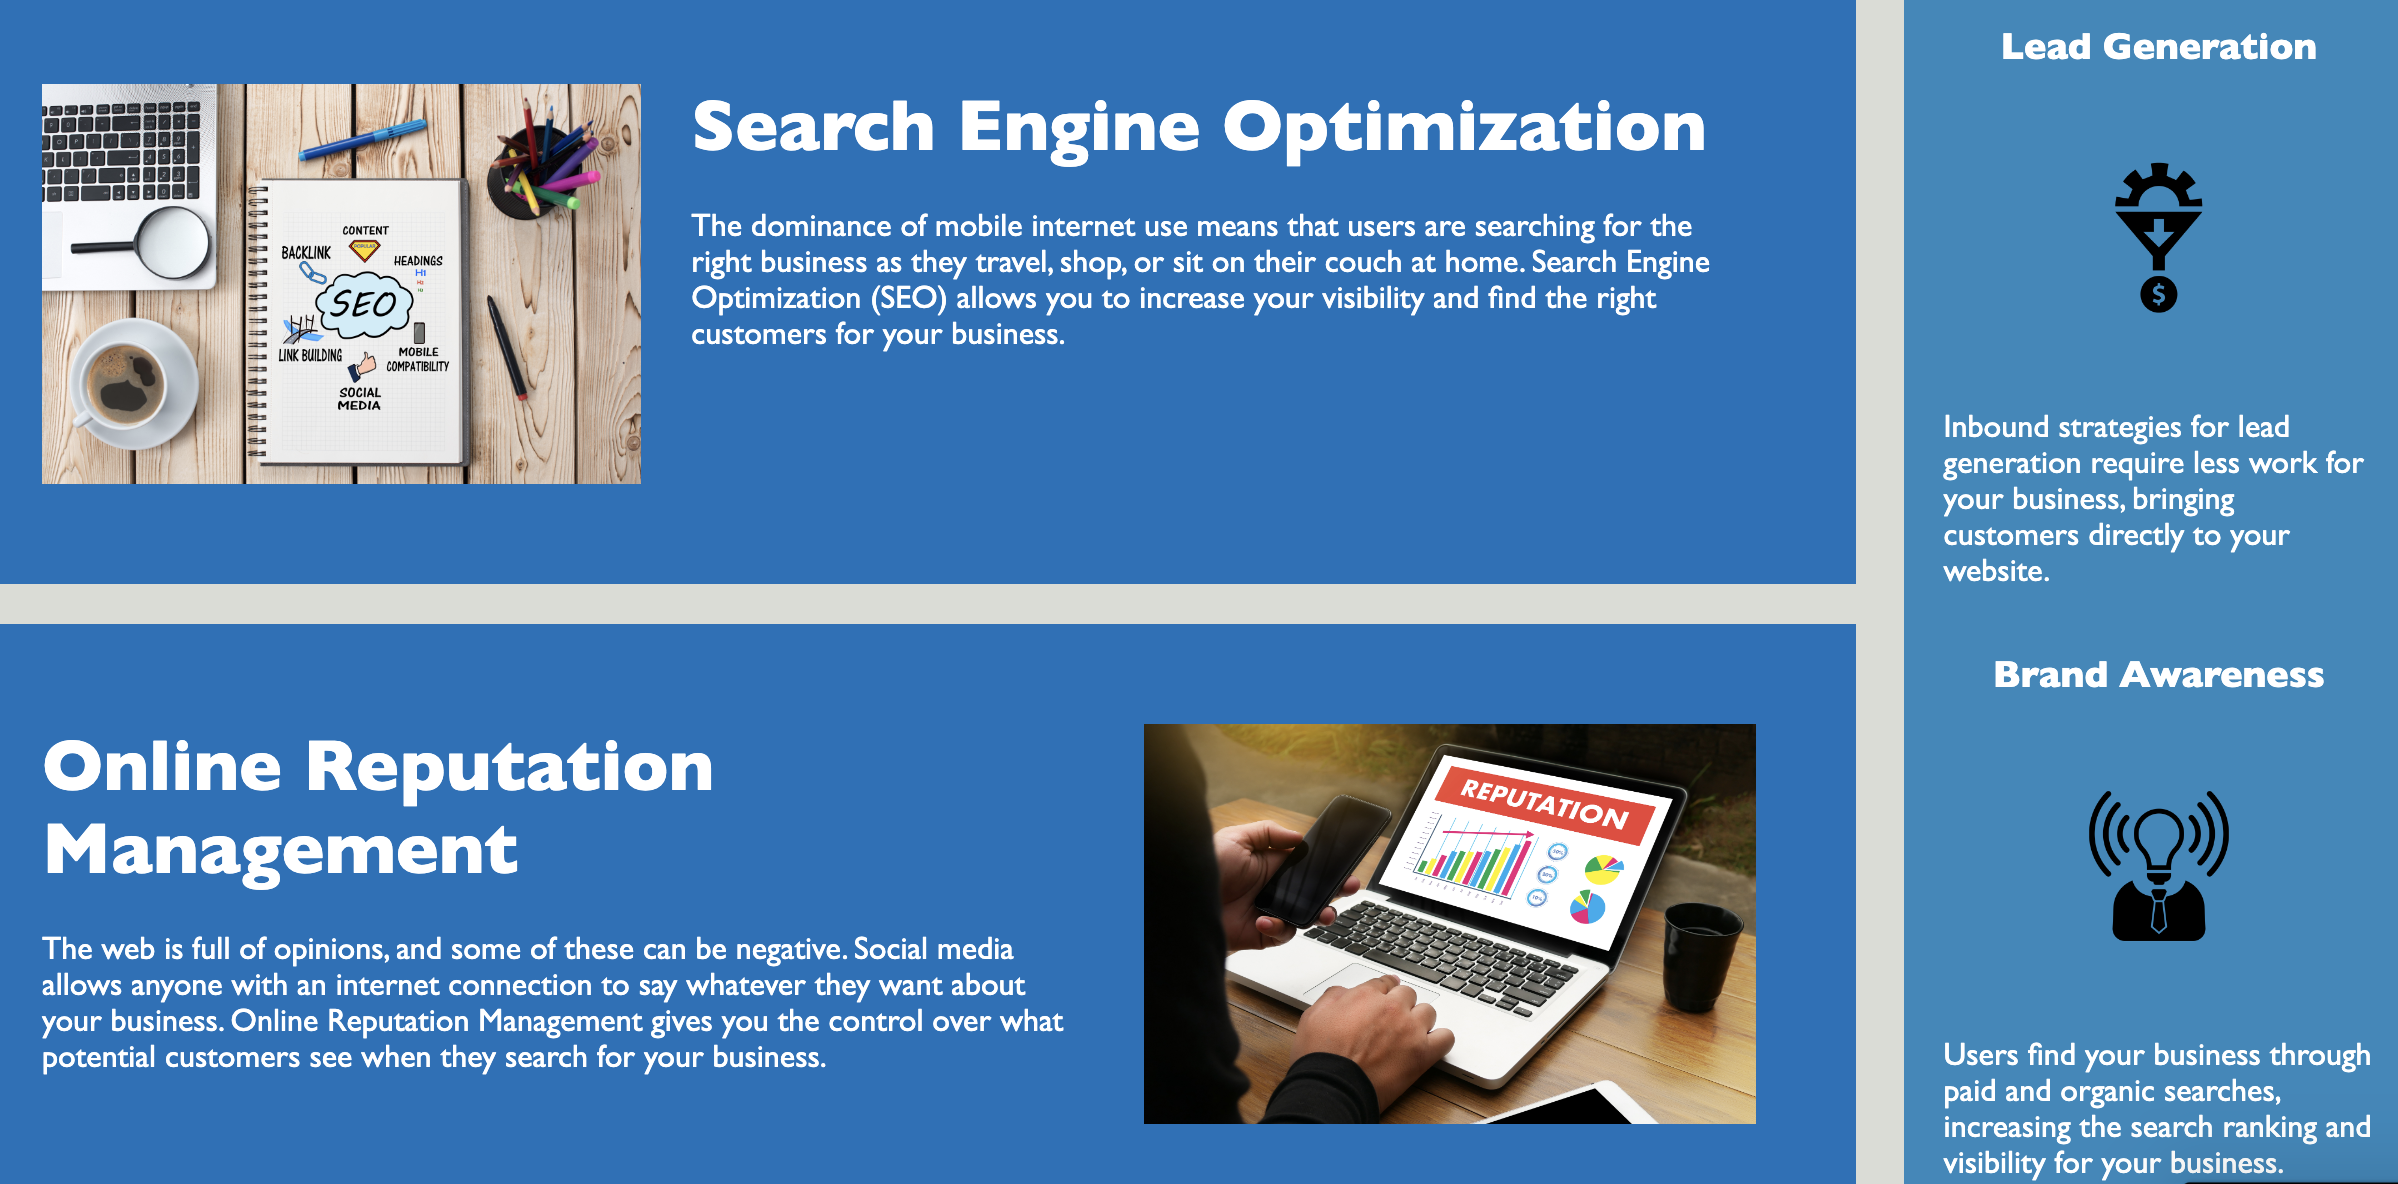 Search Engine Optimization
The dominance of mobile internet use means that users are searching for the
right business as they travel, shop, or sit on their couch at home. Search Engine
Optimization (SEO) allows you to increase your visibility and find the right
customers for your business.
CONTENT
POPULAR
BACKLINK
HEADINGS
H1
H2
H3
SEO
LINK BUILDING
MOBILE
COMPATIBILITY
SOCIAL
MEDIA
Online Reputation
Management
The web is full of opinions, and some of these can be negative. Social media
allows anyone with an internet connection to say whatever they want about
your business. Online Reputation Management gives you the control over what
potential customers see when they search for your business.
REPUTATION
Lead Generation
$
Inbound strategies for lead
generation require less work for
your business, bringing
customers directly to your
website.
Brand Awareness
Users find your business through
paid and organic searches,
increasing the search ranking and
visibility for your business.